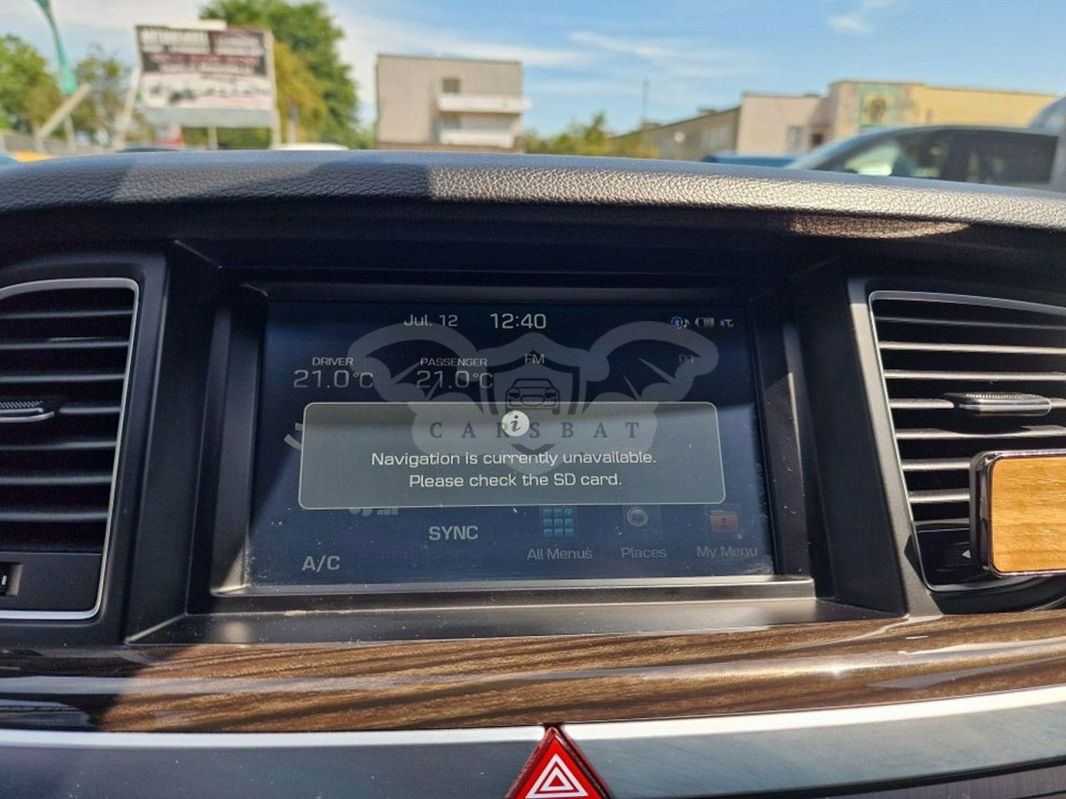 Jul. 12 12:40
DRIVER PASSENGER FM
21.0°C 21.0°C
CARSBAT
Navigation is currently unavailable.
Please check the SD card.
SYNC
All Menus Places My Menu
A/C